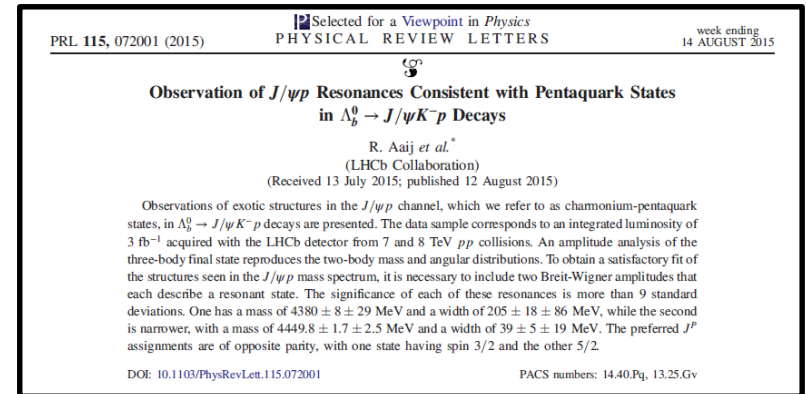 Selected for a Viewpoint in Physics
PRL 115, 072001 (2015) PHYSICAL REVIEW LETTERS week ending
14 AUGUST 2015
Observation of J/ψp Resonances Consistent with Pentaquark States
in Λ⁰_b → J/ψK⁻p Decays
R. Aaij et al.*
(LHCb Collaboration)
(Received 13 July 2015; published 12 August 2015)
Observations of exotic structures in the J/ψp channel, which we refer to as charmonium-pentaquark
states, in Λ⁰_b → J/ψK⁻p decays are presented. The data sample corresponds to an integrated luminosity of
3 fb⁻¹ acquired with the LHCb detector from 7 and 8 TeV pp collisions. An amplitude analysis of the
three-body final state reproduces the two-body mass and angular distributions. To obtain a satisfactory fit of
the structures seen in the J/ψp mass spectrum, it is necessary to include two Breit-Wigner amplitudes that
each describe a resonant state. The significance of each of these resonances is more than 9 standard
deviations. One has a mass of 4380 ± 8 ± 29 MeV and a width of 205 ± 18 ± 86 MeV, while the second
is narrower, with a mass of 4449.8 ± 1.7 ± 2.5 MeV and a width of 39 ± 5 ± 19 MeV. The preferred Jᴾ
assignments are of opposite parity, with one state having spin 3/2 and the other 5/2.
DOI: 10.1103/PhysRevLett.115.072001 PACS numbers: 14.40.Pq, 13.25.Gv